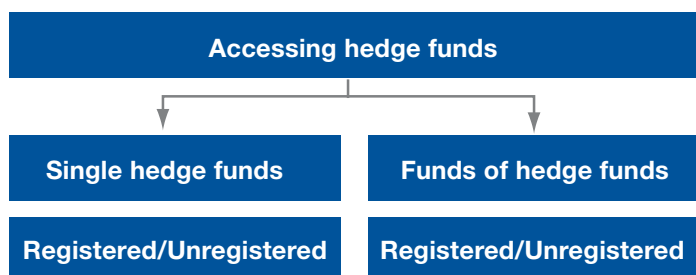 Accessing hedge funds
Single hedge funds
Funds of hedge funds
Registered/Unregistered
Registered/Unregistered